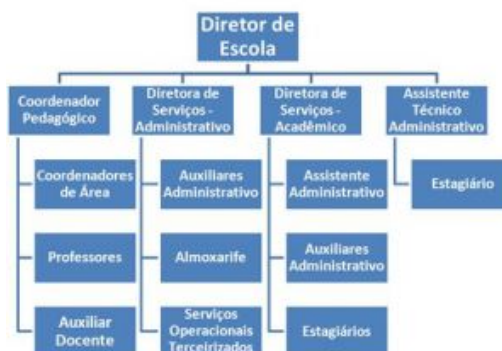 Diretor de
Escola
Coordenador
Pedagógico
Diretora de
Serviços -
Administrativo
Diretora de
Serviços -
Acadêmico
Assistente
Técnico
Administrativo
Coordenadores
de Área
Auxiliares
Administrativo
Assistente
Administrativo
Estagiário
Professores
Almoxarife
Auxiliares
Administrativo
Auxiliar
Docente
Serviços
Operacionais
Terceirizados
Estagiários